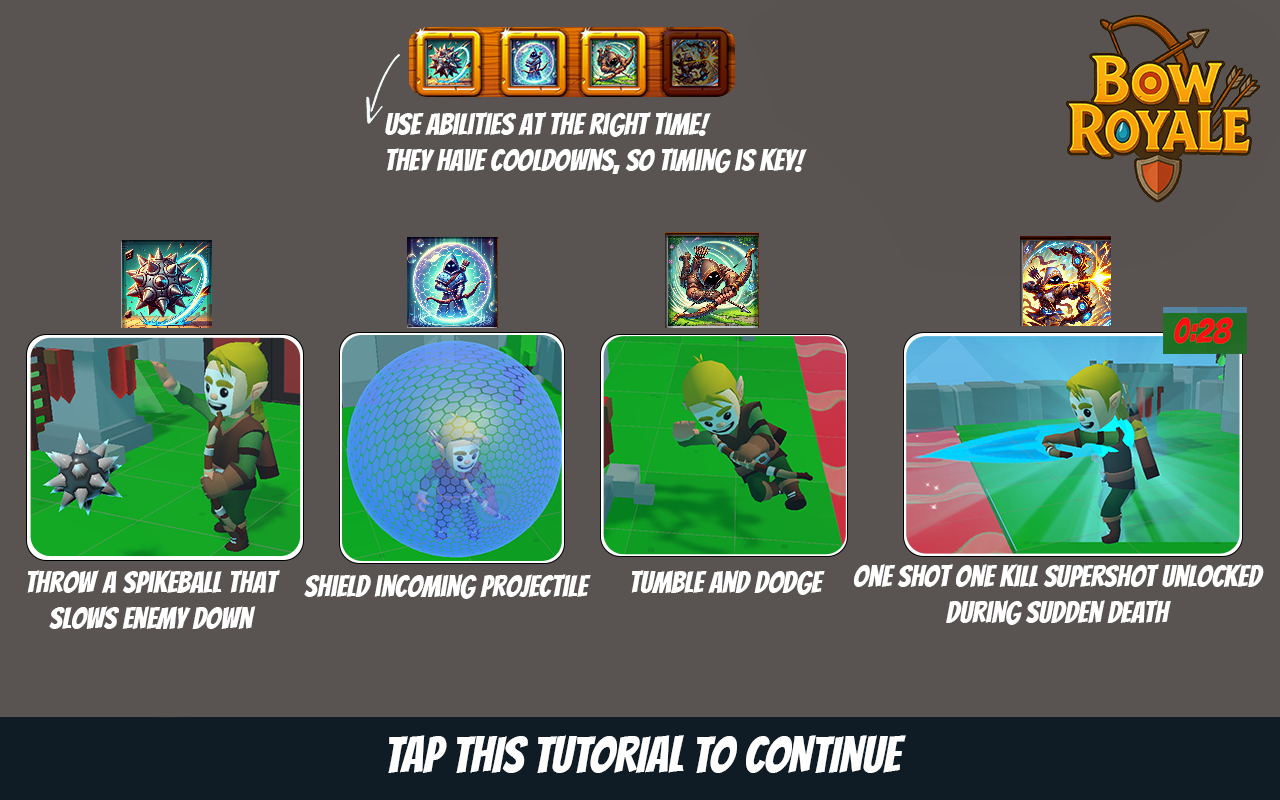 USE ABILITIES AT THE RIGHT TIME!
THEY HAVE COOLDOWNS, SO TIMING IS KEY!
BOW
ROYALE
0:28
THROW A SPIKEBALL THAT
SLOWS ENEMY DOWN
SHIELD INCOMING PROJECTILE
TUMBLE AND DODGE
ONE SHOT ONE KILL SUPERSHOT UNLOCKED
DURING SUDDEN DEATH
TAP THIS TUTORIAL TO CONTINUE